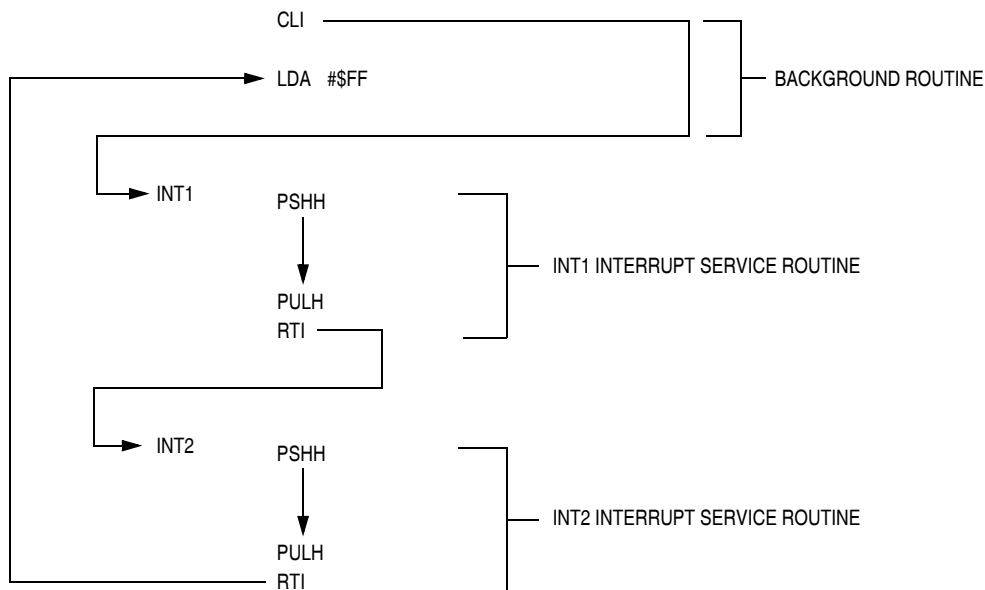 CLI
LDA #$FF
BACKGROUND ROUTINE
INT1
PSHH
INT1 INTERRUPT SERVICE ROUTINE
PULH
RTI
INT2
PSHH
INT2 INTERRUPT SERVICE ROUTINE
PULH
RTI